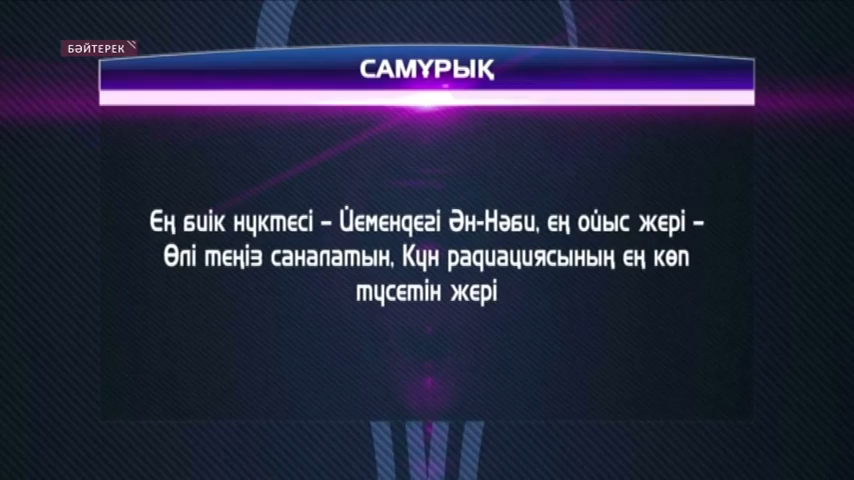 БӘЙТЕРЕК
САМҰРЫҚ
Ең биік нүктесі – Йемендегі Ән-Нәби, ең ойыс жері –
Өлі теңіз саналатын, Күн радиациясының ең көп
түсетін жері